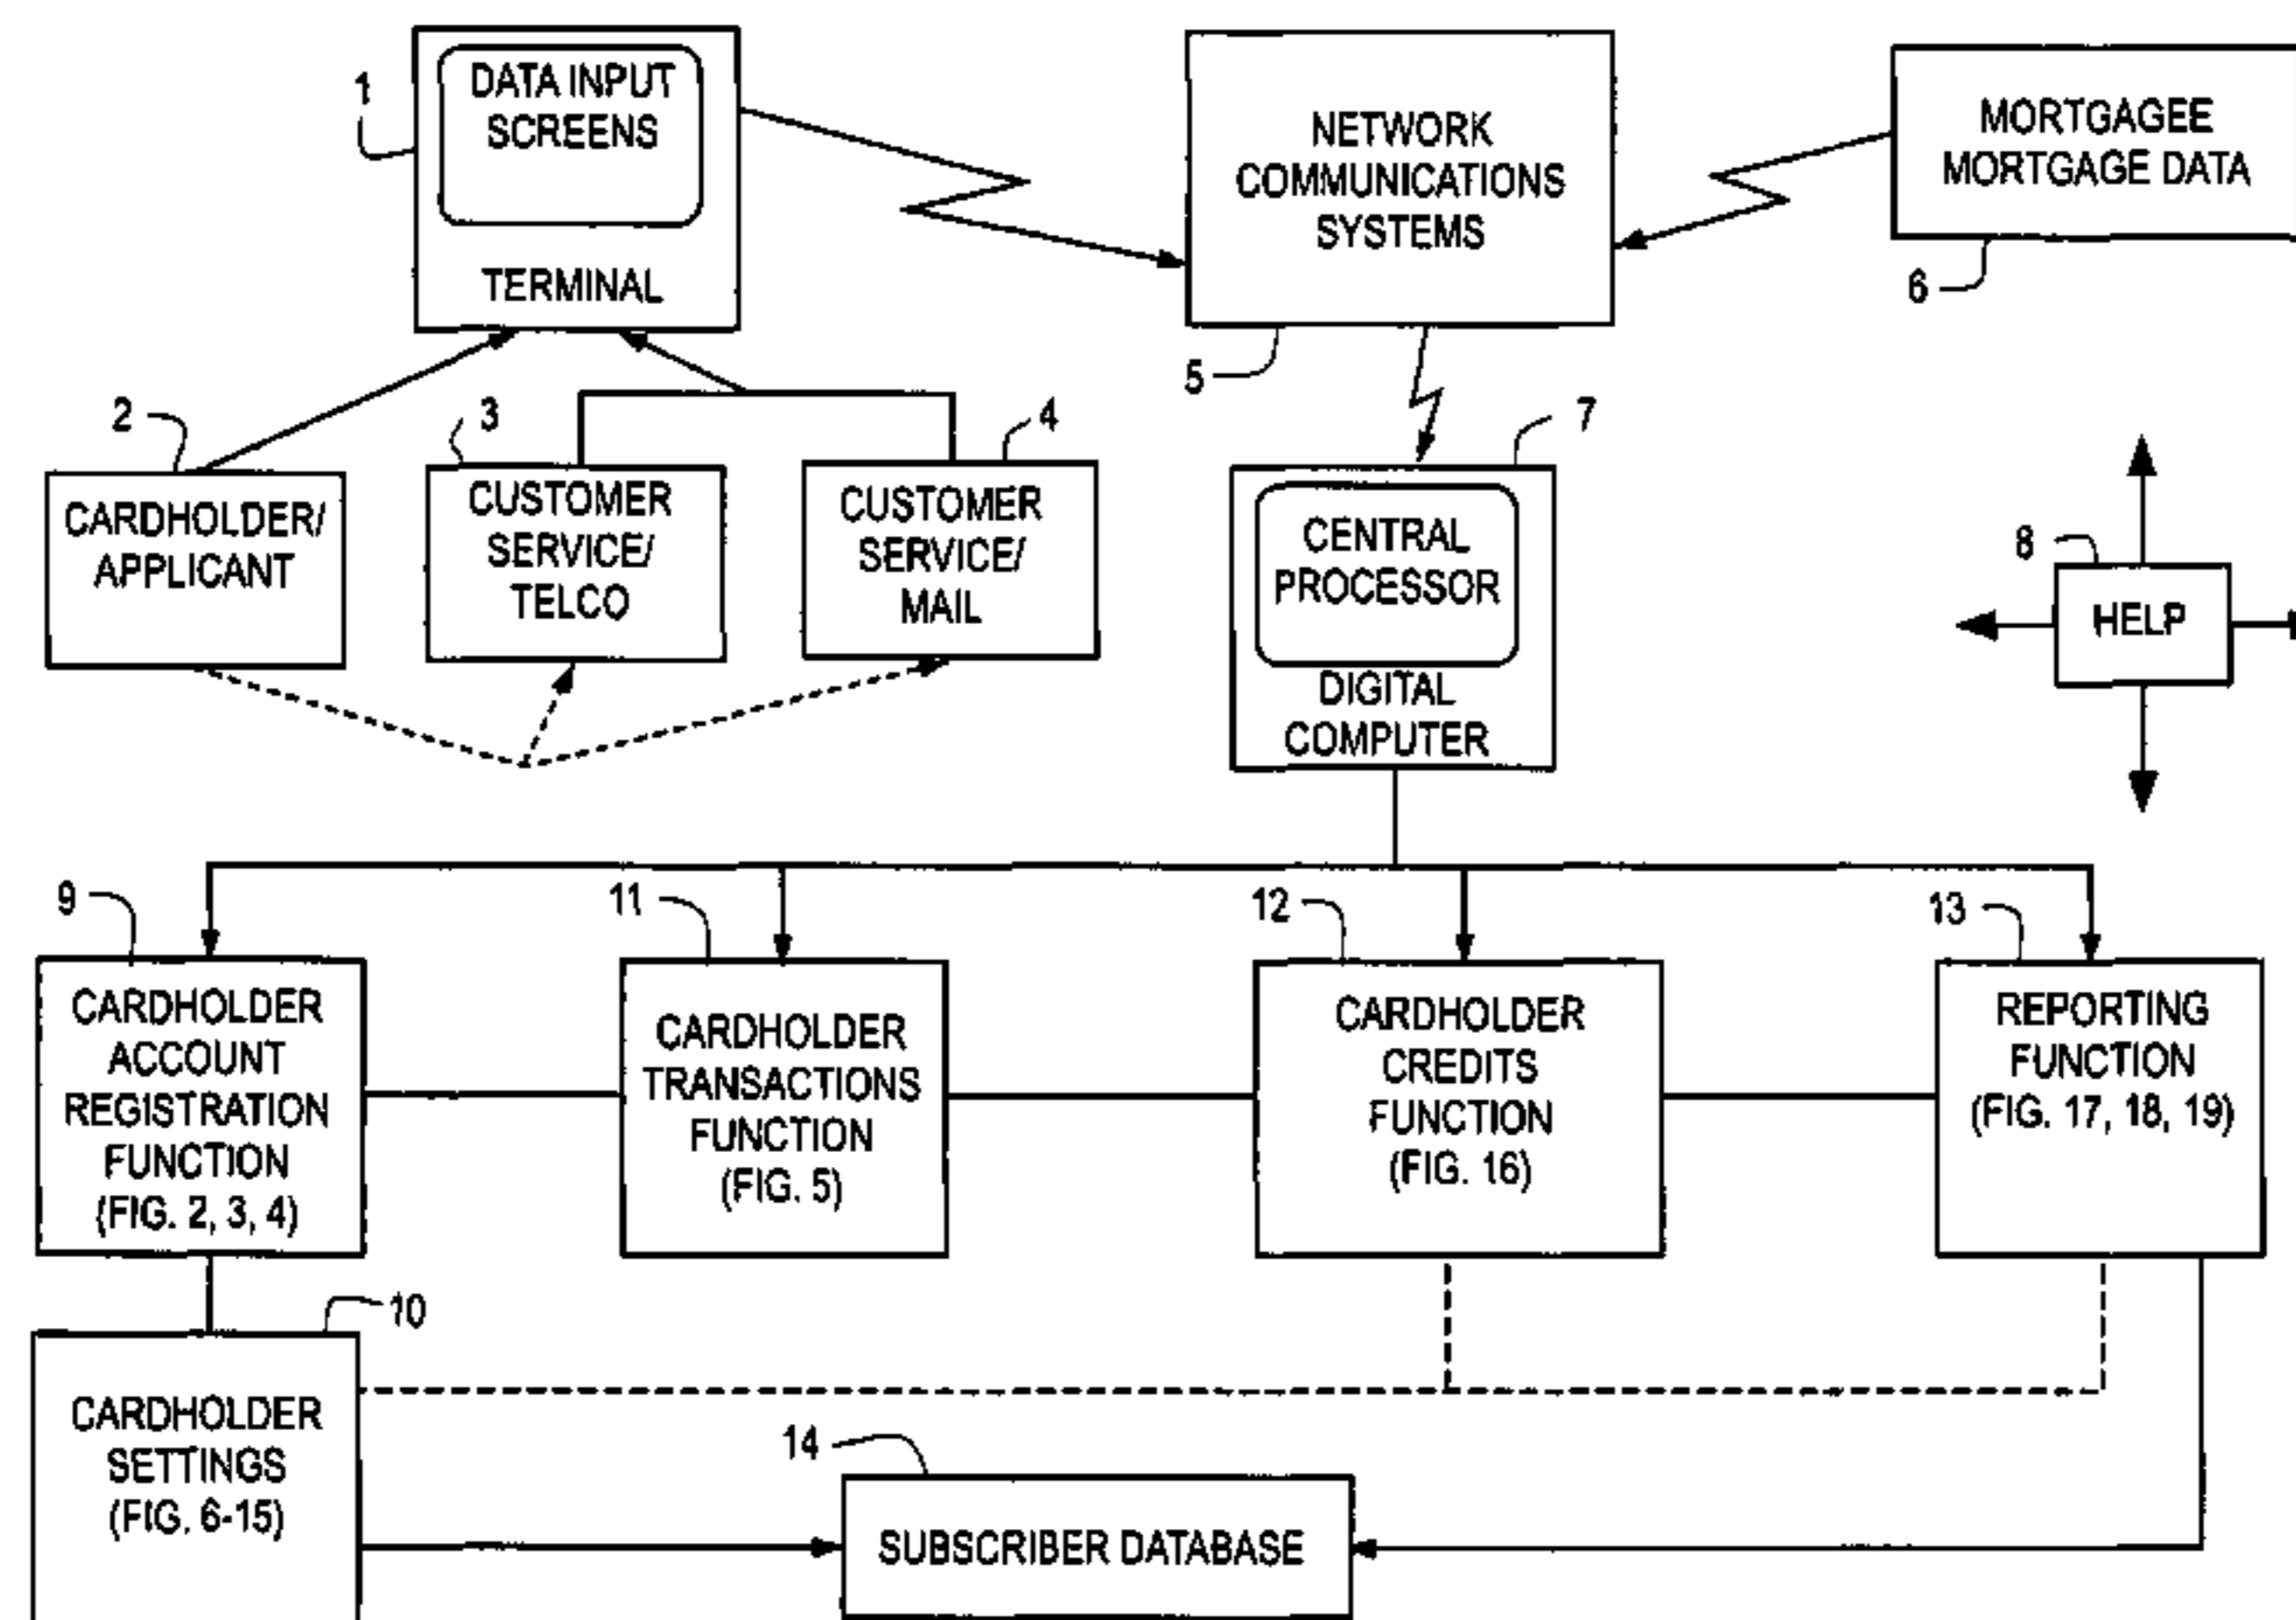 1
DATA INPUT
SCREENS
TERMINAL
NETWORK
COMMUNICATIONS
SYSTEMS
5
MORTGAGEE
MORTGAGE DATA
6
2
CARDHOLDER/
APPLICANT
3
CUSTOMER
SERVICE/
TELCO
4
CUSTOMER
SERVICE/
MAIL
7
CENTRAL
PROCESSOR
DIGITAL
COMPUTER
8
HELP
9
CARDHOLDER
ACCOUNT
REGISTRATION
FUNCTION
(FIG. 2, 3, 4)
11
CARDHOLDER
TRANSACTIONS
FUNCTION
(FIG. 5)
12
CARDHOLDER
CREDITS
FUNCTION
(FIG. 16)
13
REPORTING
FUNCTION
(FIG. 17, 18, 19)
10
CARDHOLDER
SETTINGS
(FIG. 6-15)
14
SUBSCRIBER DATABASE